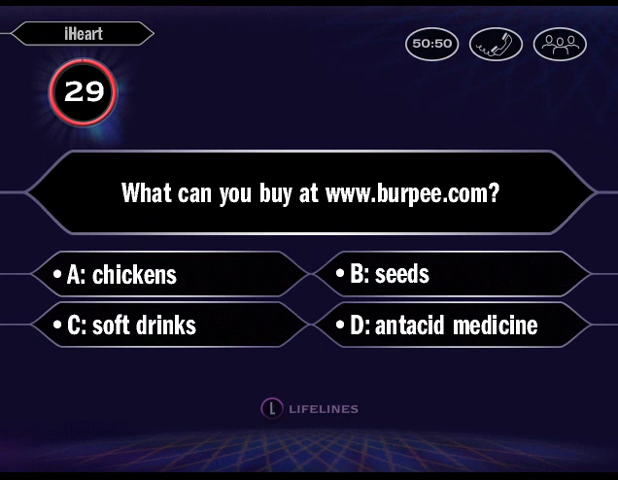 iHeart
50:50
29
What can you buy at www.burpee.com?
• A: chickens
• B: seeds
• C: soft drinks
• D: antacid medicine
L LIFELINES